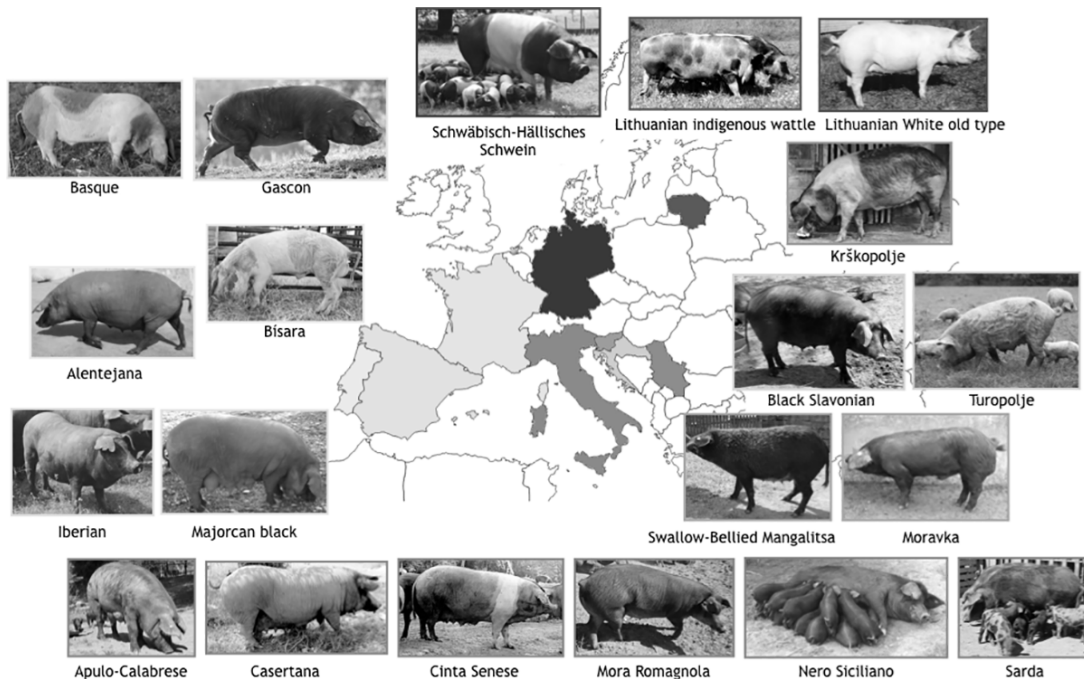 Schwäbisch-Hällisches
Schwein
Lithuanian indigenous wattle
Lithuanian White old type
Basque
Gascon
Krškopolje
Bísara
Alentejana
Black Slavonian
Turopolje
Iberian
Majorcan black
Swallow-Bellied Mangalitsa
Moravka
Apulo-Calabrese
Casertana
Cinta Senese
Mora Romagnola
Nero Siciliano
Sarda